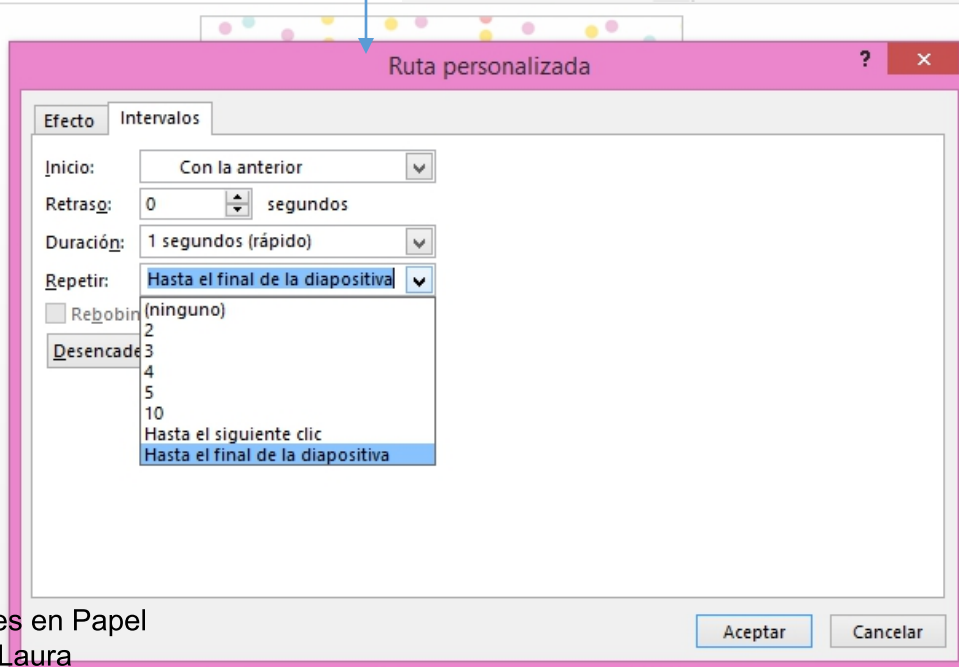 Ruta personalizada
?
Efecto Intervalos
Inicio: Con la anterior
Retraso: 0 segundos
Duración: 1 segundos (rápido)
Repetir: Hasta el final de la diapositiva
Rebobin
(ninguno)
2
Desencade
3
4
5
10
Hasta el siguiente clic
Hasta el final de la diapositiva
es en Papel
Laura
Aceptar Cancelar